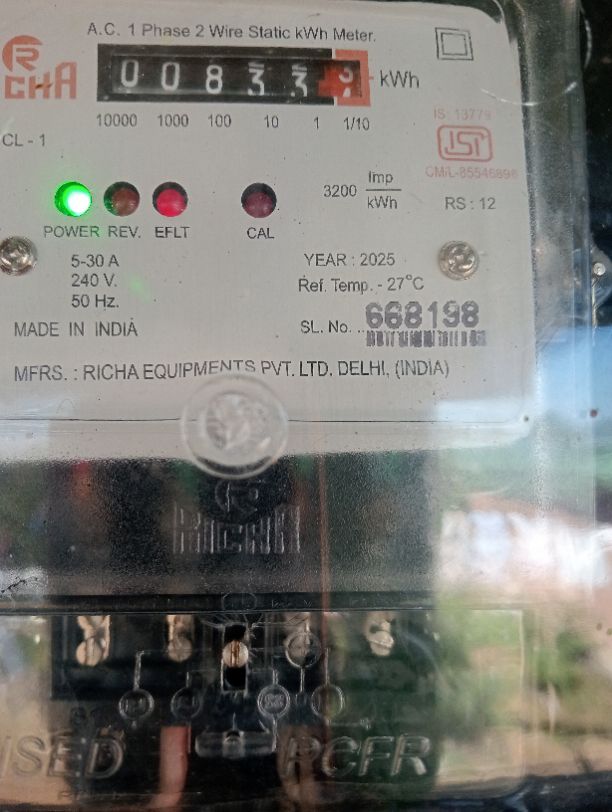 A.C. 1 Phase 2 Wire Static kWh Meter.
RICHA
0 0 8 3 3 kWh
10000 1000 100 10 1 1/10
CL - 1
IS: 13779
ISI
3200 Imp/kWh
RS : 12
POWER REV. EFLT CAL
5-30 A
240 V.
50 Hz.
YEAR : 2025
Ref. Temp. - 27°C
MADE IN INDIA
SL. No. .. 668198
MFRS. : RICHA EQUIPMENTS PVT. LTD. DELHI, (INDIA)
RICHA